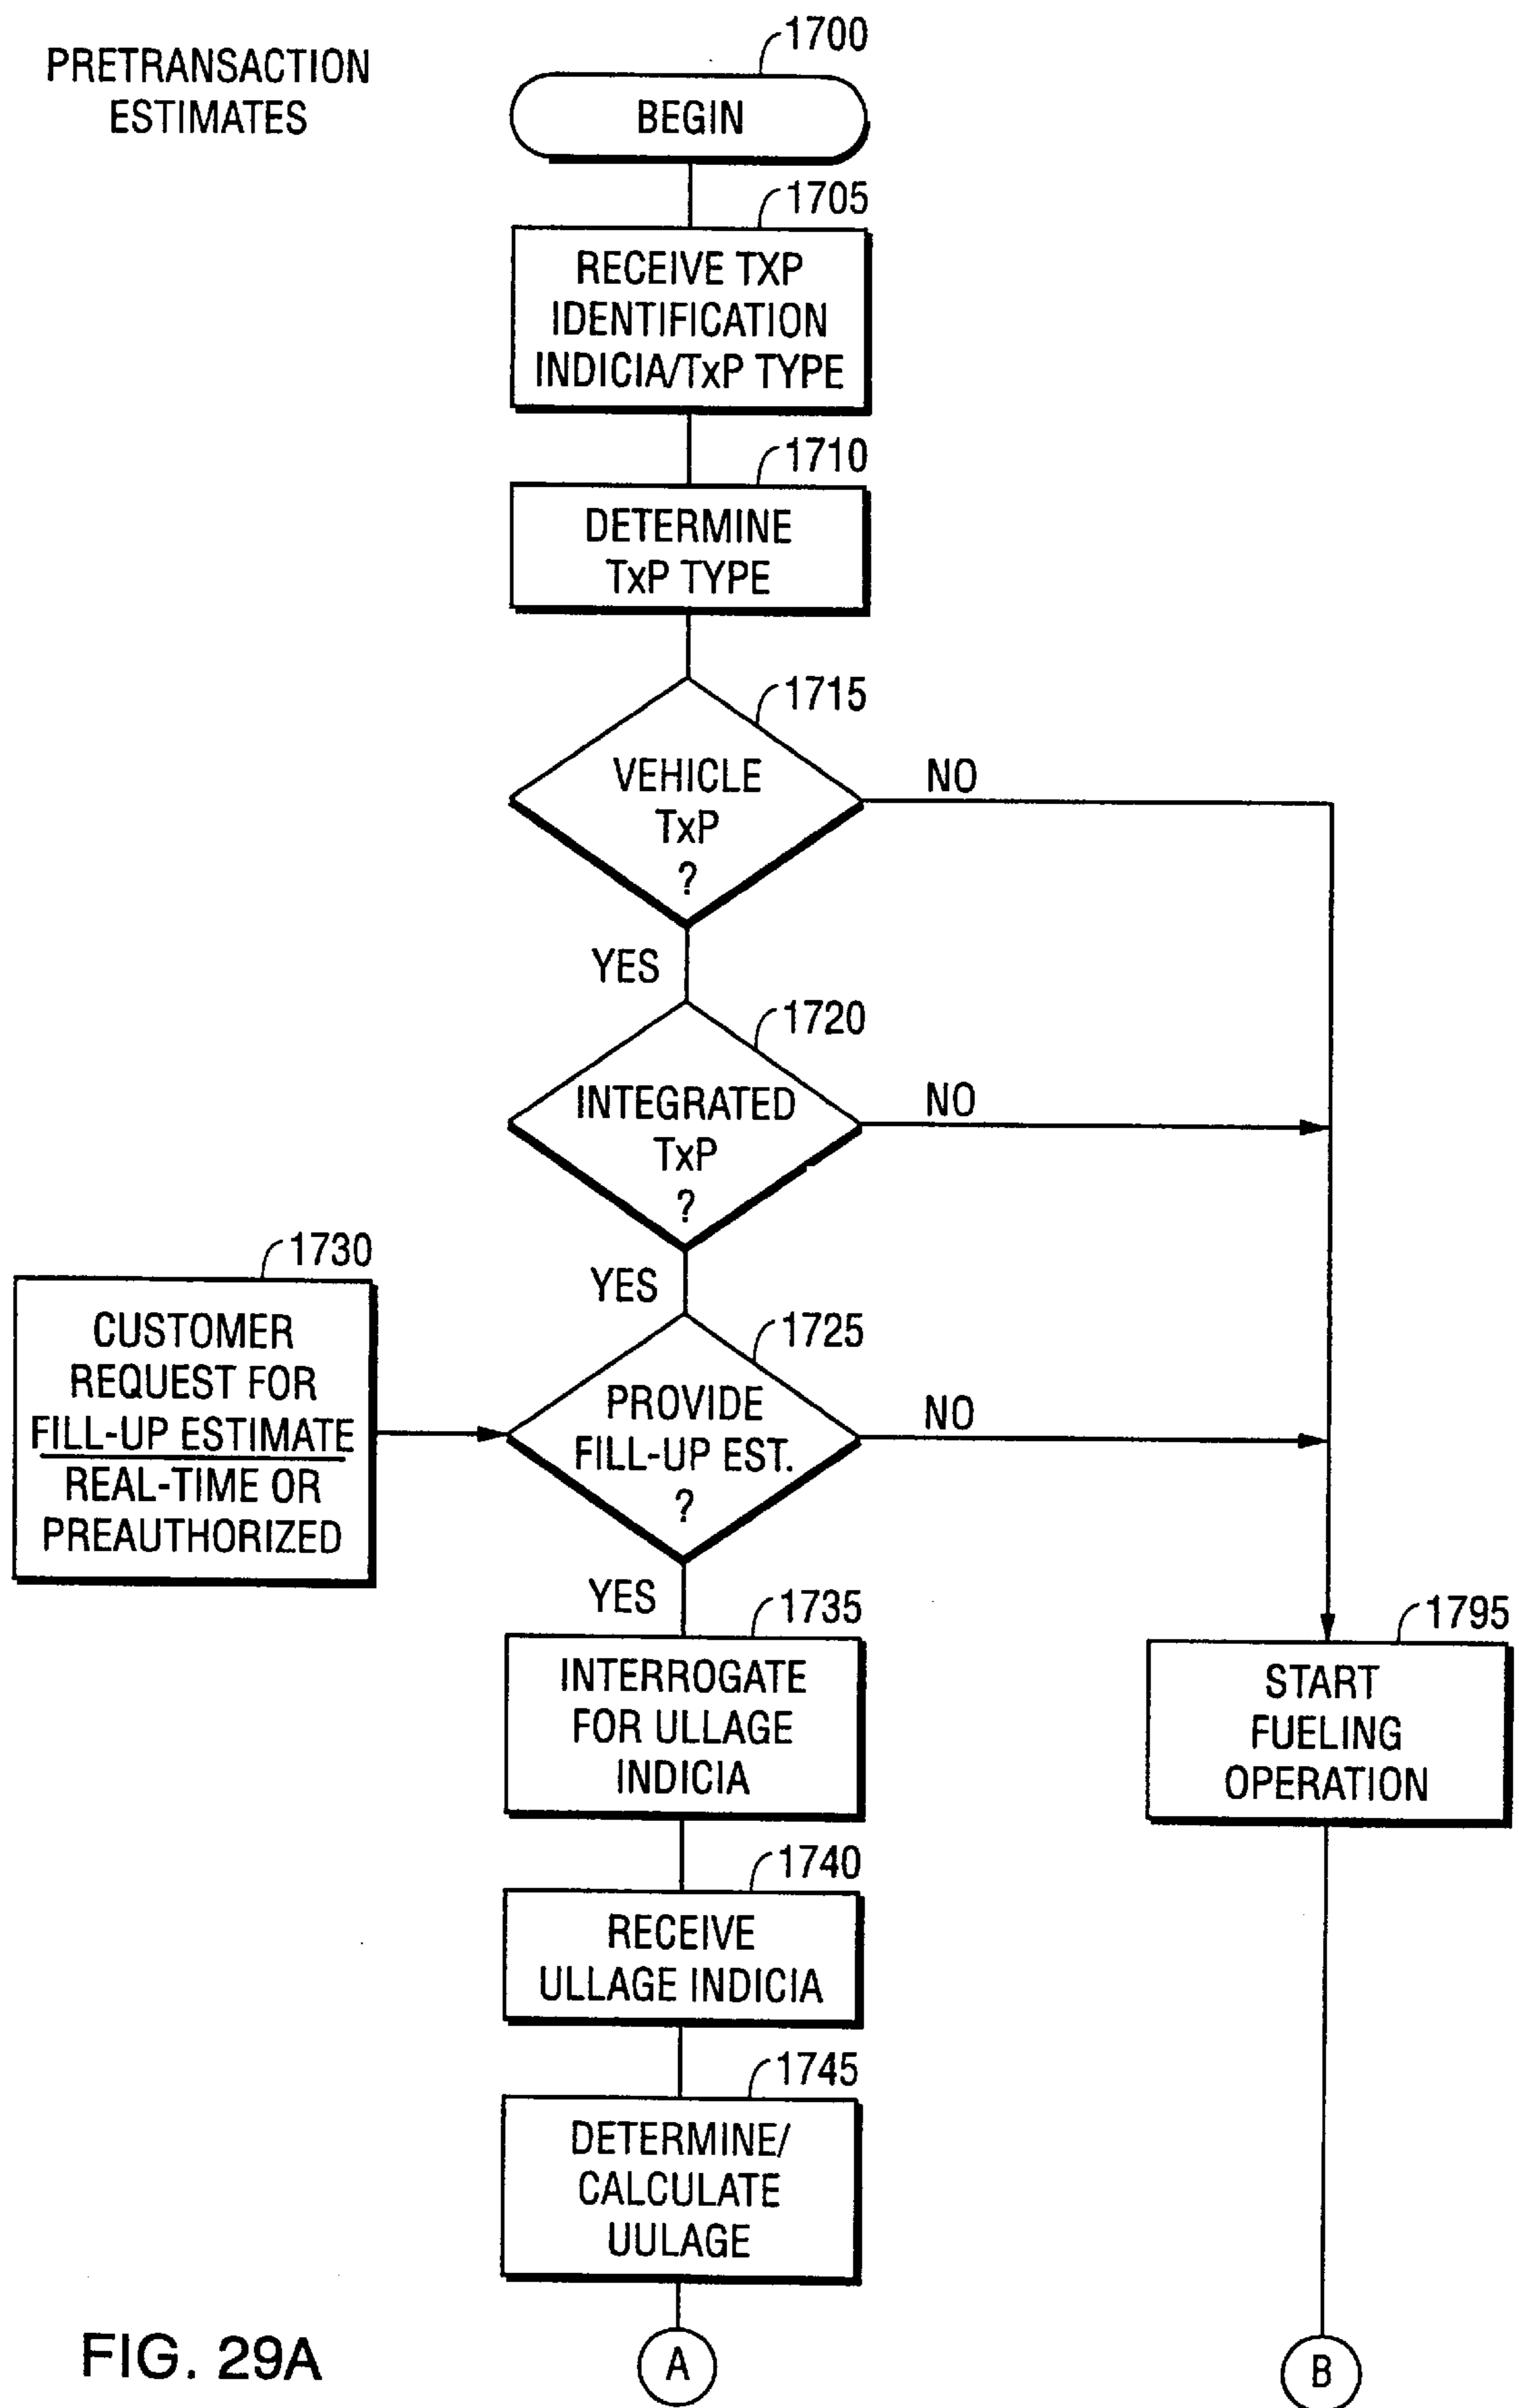 PRETRANSACTION
ESTIMATES
1700
BEGIN
1705
RECEIVE TXP
IDENTIFICATION
INDICIA/TxP TYPE
1710
DETERMINE
TxP TYPE
1715
VEHICLE
TxP
?
NO
YES
1720
INTEGRATED
TxP
?
NO
YES
1730
CUSTOMER
REQUEST FOR
FILL-UP ESTIMATE
REAL-TIME OR
PREAUTHORIZED
1725
PROVIDE
FILL-UP EST.
?
NO
YES
1735
INTERROGATE
FOR ULLAGE
INDICIA
1795
START
FUELING
OPERATION
1740
RECEIVE
ULLAGE INDICIA
1745
DETERMINE/
CALCULATE
UULAGE
FIG. 29A
A
B